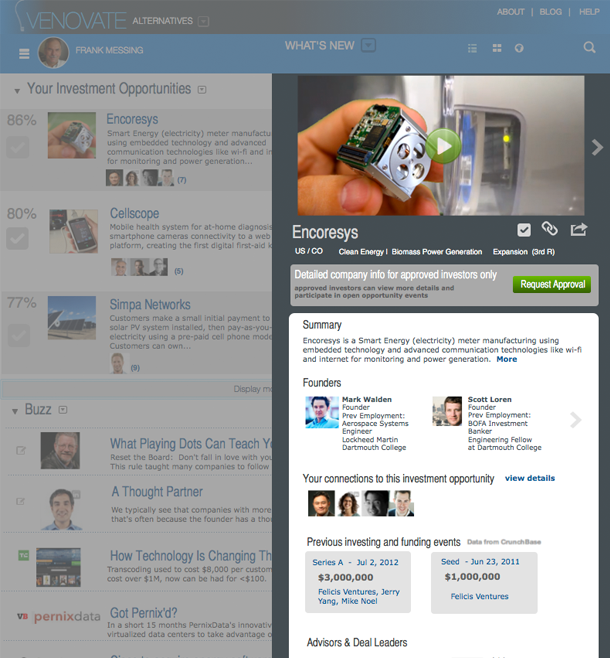 VENOVATE ALTERNATIVES
ABOUT | BLOG | HELP
FRANK MESSING
WHAT'S NEW
Your Investment Opportunities
86%
Encoresys
Smart Energy (electricity) meter manufactu
using embedded technology and advanced
communication technologies like wi-fi and in
for monitoring and power generation...
(7)
80%
Cellscope
Mobile health system for at-home diagnosis
smartphone cameras connectivity to a web
platform, creating the first digital first-aid k
(5)
77%
Simpa Networks
Customers make a small initial payment to
solar PV system installed, then pay-as-you-
electricity using a pre-paid cell phone mode
Customers can own...
(9)
Display mo
Buzz
What Playing Dots Can Teach Yo
Reset the Board: Don't fall in love with you
This rule taught many companies to follow
A Thought Partner
We typically see that companies with more
that's often because the founder has a thou
How Technology Is Changing Th
Transcoding used to cost $8,000 per custom
cost over $1M, now can be had for <$100.
pernixdata
Got Pernix'd?
In a short 15 months PernixData's innovativ
virtualized data centers to take advantage o
Encoresys
US / CO Clean Energy | Biomass Power Generation Expansion (3rd R)
Detailed company info for approved investors only
approved investors can view more details and
participate in open opportunity events
Request Approval
Summary
Encoresys is a Smart Energy (electricity) meter manufacturing using
embedded technology and advanced communication technologies like wi-fi
and internet for monitoring and power generation. More
Founders
Mark Walden
Founder
Prev Employment:
Aerospace Systems
Engineer
Lockheed Martin
Dartmouth College
Scott Loren
Founder
Prev Employment:
BOFA Investment
Banker
Engineering Fellow
at Dartmouth College
Your connections to this investment opportunity view details
Previous investing and funding events Data from CrunchBase
Series A - Jul 2, 2012
$3,000,000
Felicis Ventures, Jerry
Yang, Mike Noel
Seed - Jun 23, 2011
$1,000,000
Felicis Ventures
Advisors & Deal Leaders